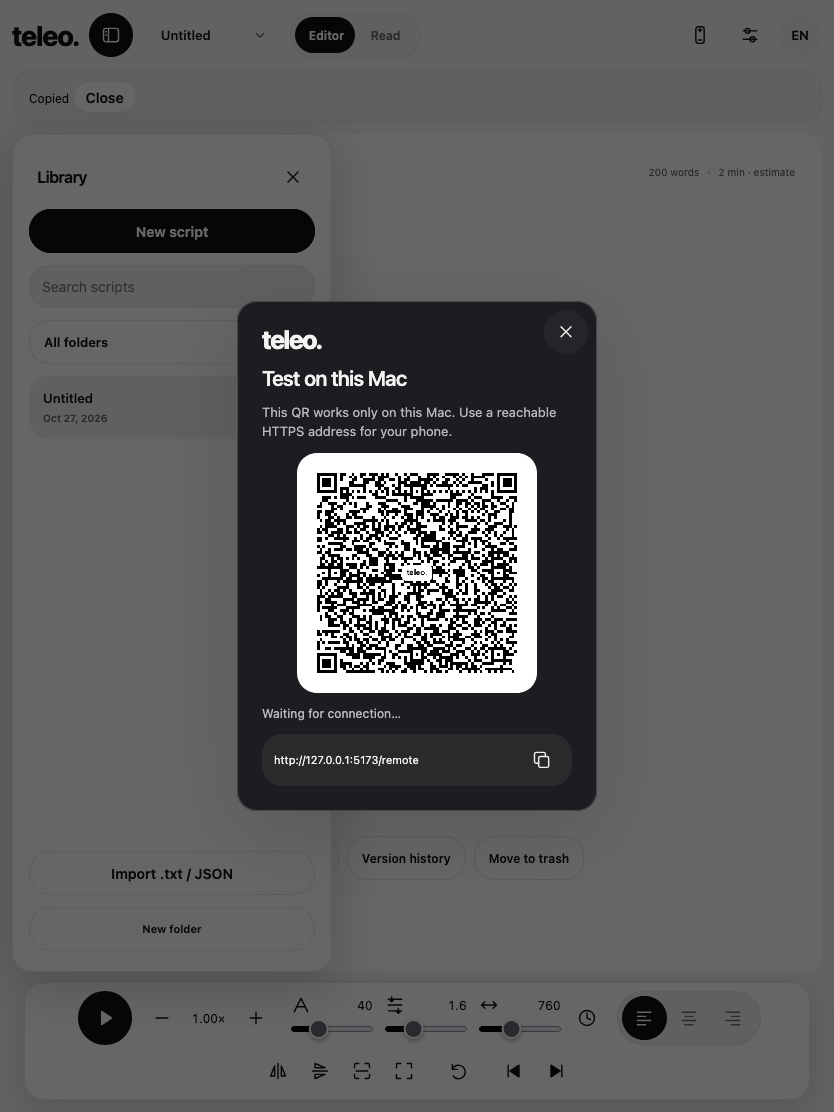 teleo.
Untitled
Editor
Read
EN
Copied
Close
Library
200 words · 2 min · estimate
New script
Search scripts
All folders
Untitled
Oct 27, 2026
teleo.
Test on this Mac
This QR works only on this Mac. Use a reachable
HTTPS address for your phone.
teleo.
Waiting for connection...
http://127.0.0.1:5173/remote
Version history
Move to trash
Import .txt / JSON
New folder
1.00×
40
1.6
760